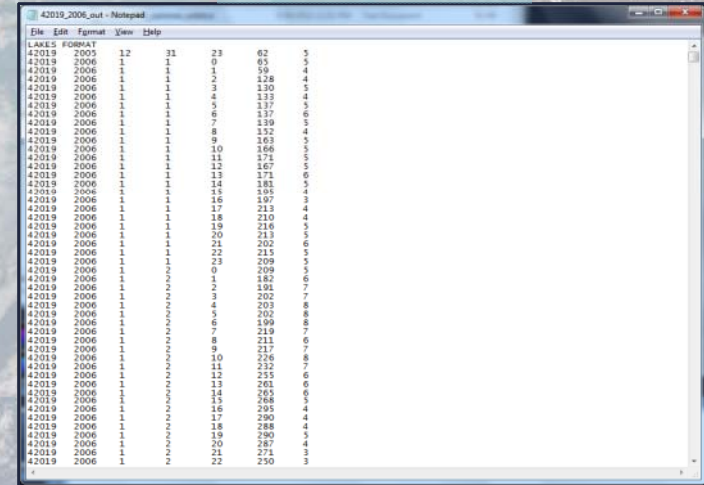 42019_2006_out - Notepad
File Edit Format View Help
LAKES FORMAT
42019 2005 12 31 23 62 5
42019 2006 1 1 0 65 5
42019 2006 1 1 1 59 4
42019 2006 1 1 2 128 4
42019 2006 1 1 3 130 5
42019 2006 1 1 4 133 4
42019 2006 1 1 5 137 5
42019 2006 1 1 6 137 6
42019 2006 1 1 7 139 5
42019 2006 1 1 8 152 4
42019 2006 1 1 9 163 5
42019 2006 1 1 10 166 5
42019 2006 1 1 11 171 5
42019 2006 1 1 12 167 5
42019 2006 1 1 13 171 6
42019 2006 1 1 14 181 5
42019 2006 1 1 15 195 4
42019 2006 1 1 16 197 3
42019 2006 1 1 17 213 4
42019 2006 1 1 18 210 4
42019 2006 1 1 19 216 5
42019 2006 1 1 20 213 5
42019 2006 1 1 21 202 6
42019 2006 1 1 22 215 5
42019 2006 1 1 23 209 5
42019 2006 1 2 0 209 5
42019 2006 1 2 1 182 6
42019 2006 1 2 2 191 7
42019 2006 1 2 3 202 7
42019 2006 1 2 4 203 8
42019 2006 1 2 5 202 8
42019 2006 1 2 6 199 8
42019 2006 1 2 7 219 7
42019 2006 1 2 8 211 6
42019 2006 1 2 9 217 7
42019 2006 1 2 10 226 8
42019 2006 1 2 11 232 7
42019 2006 1 2 12 255 6
42019 2006 1 2 13 261 6
42019 2006 1 2 14 265 6
42019 2006 1 2 15 268 5
42019 2006 1 2 16 295 4
42019 2006 1 2 17 290 4
42019 2006 1 2 18 288 4
42019 2006 1 2 19 290 5
42019 2006 1 2 20 287 4
42019 2006 1 2 21 271 3
42019 2006 1 2 22 250 3